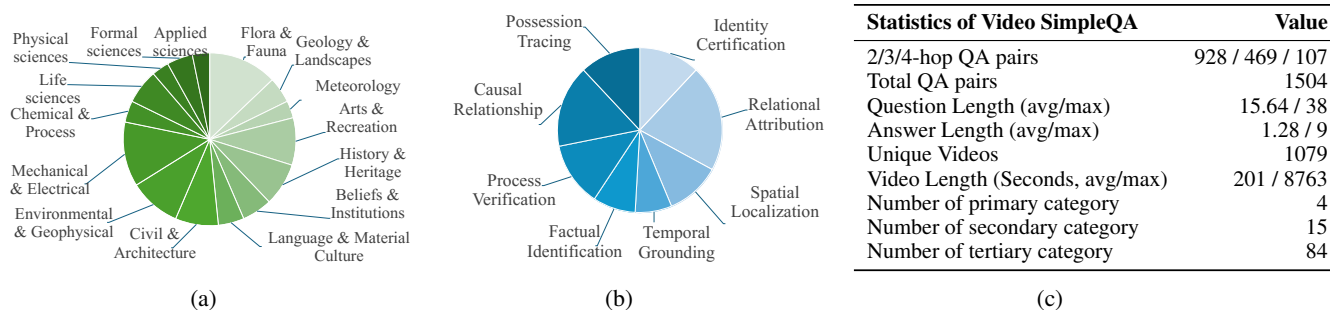 Physical
sciences
Formal
sciences
Applied
sciences
Flora &
Fauna
Geology &
Landscapes
Meteorology
Arts &
Recreation
History &
Heritage
Beliefs &
Institutions
Language & Material
Culture
Civil &
Architecture
Environmental
& Geophysical
Mechanical
& Electrical
Chemical &
Process
Life
sciences
(a)
Possession
Tracing
Identity
Certification
Relational
Attribution
Spatial
Localization
Temporal
Grounding
Factual
Identification
Process
Verification
Causal
Relationship
(b)
Statistics of Video SimpleQA Value
2/3/4-hop QA pairs 928 / 469 / 107
Total QA pairs 1504
Question Length (avg/max) 15.64 / 38
Answer Length (avg/max) 1.28 / 9
Unique Videos 1079
Video Length (Seconds, avg/max) 201 / 8763
Number of primary category 4
Number of secondary category 15
Number of tertiary category 84
(c)